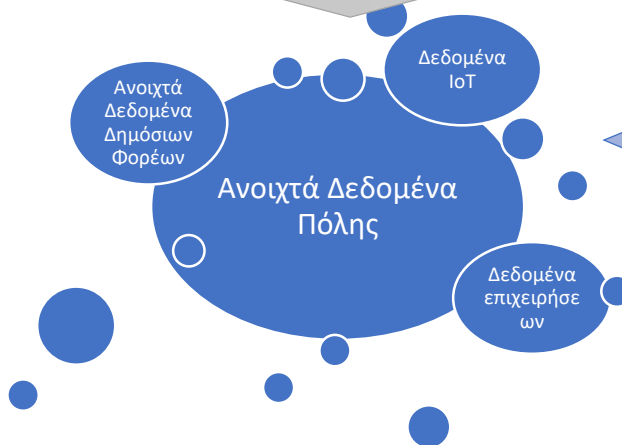 Δεδομένα
IoT
Ανοιχτά
Δεδομένα
Δημόσιων
Φορέων
Ανοιχτά Δεδομένα
Πόλης
Δεδομένα
επιχειρήσε
ων